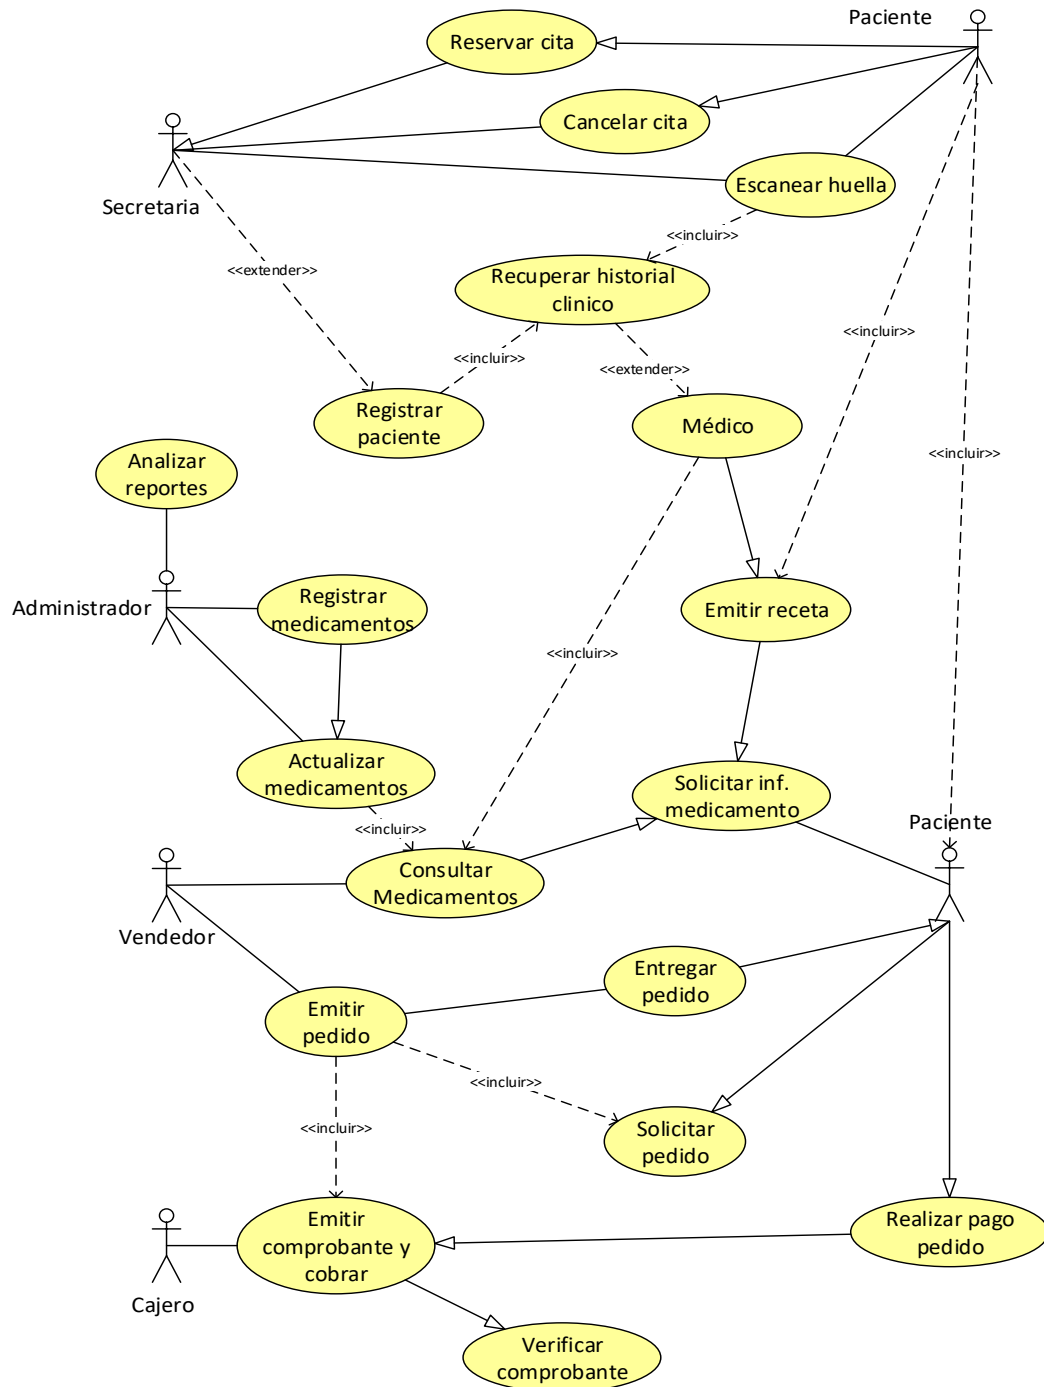 Paciente
Reservar cita
Cancelar cita
Escanear huella
Secretaria
<<incluir>>
<<extender>>
Recuperar historial
clinico
<<incluir>>
<<incluir>>
<<extender>>
Registrar
paciente
Médico
<<incluir>>
Analizar
reportes
Administrador
Registrar
medicamentos
Emitir receta
<<incluir>>
Actualizar
medicamentos
Solicitar inf.
medicamento
<<incluir>>
Paciente
Consultar
Medicamentos
Vendedor
Entregar
pedido
Emitir
pedido
<<incluir>>
<<incluir>>
Solicitar
pedido
Emitir
comprobante y
cobrar
Realizar pago
pedido
Cajero
Verificar
comprobante